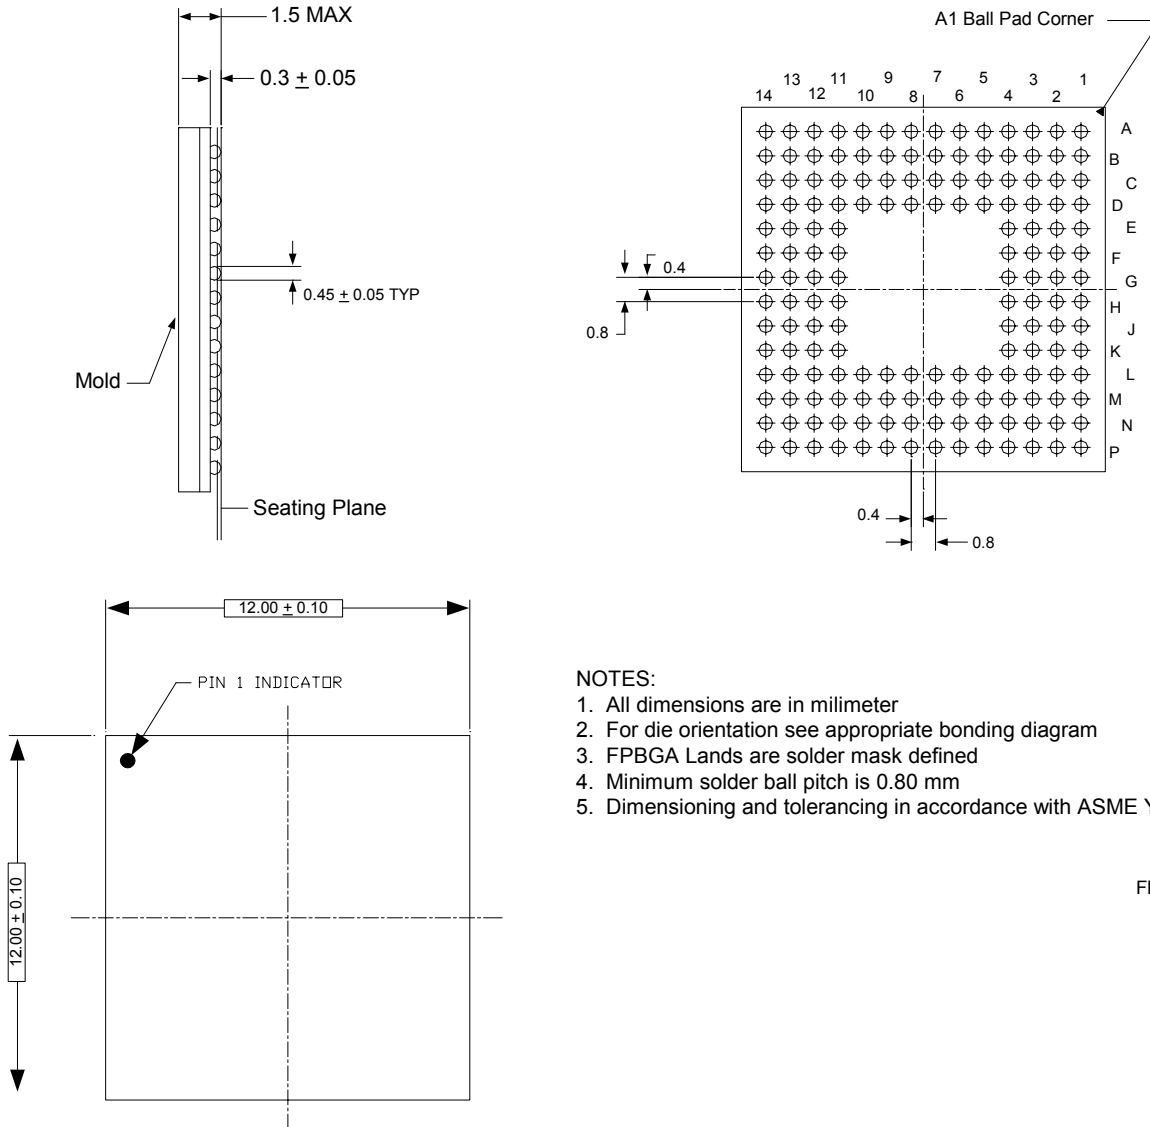 1.5 MAX
0.3 ± 0.05
0.45 ± 0.05 TYP
Mold
Seating Plane
A1 Ball Pad Corner
13 11 9 7 5 3 1
14 12 10 8 6 4 2
A
B
C
D
E
F
G
H
J
K
L
M
N
P
0.4
0.8
0.4
0.8
12.00 ± 0.10
PIN 1 INDICATOR
12.00 ± 0.10
NOTES:
1. All dimensions are in milimeter
2. For die orientation see appropriate bonding diagram
3. FPBGA Lands are solder mask defined
4. Minimum solder ball pitch is 0.80 mm
5. Dimensioning and tolerancing in accordance with ASME